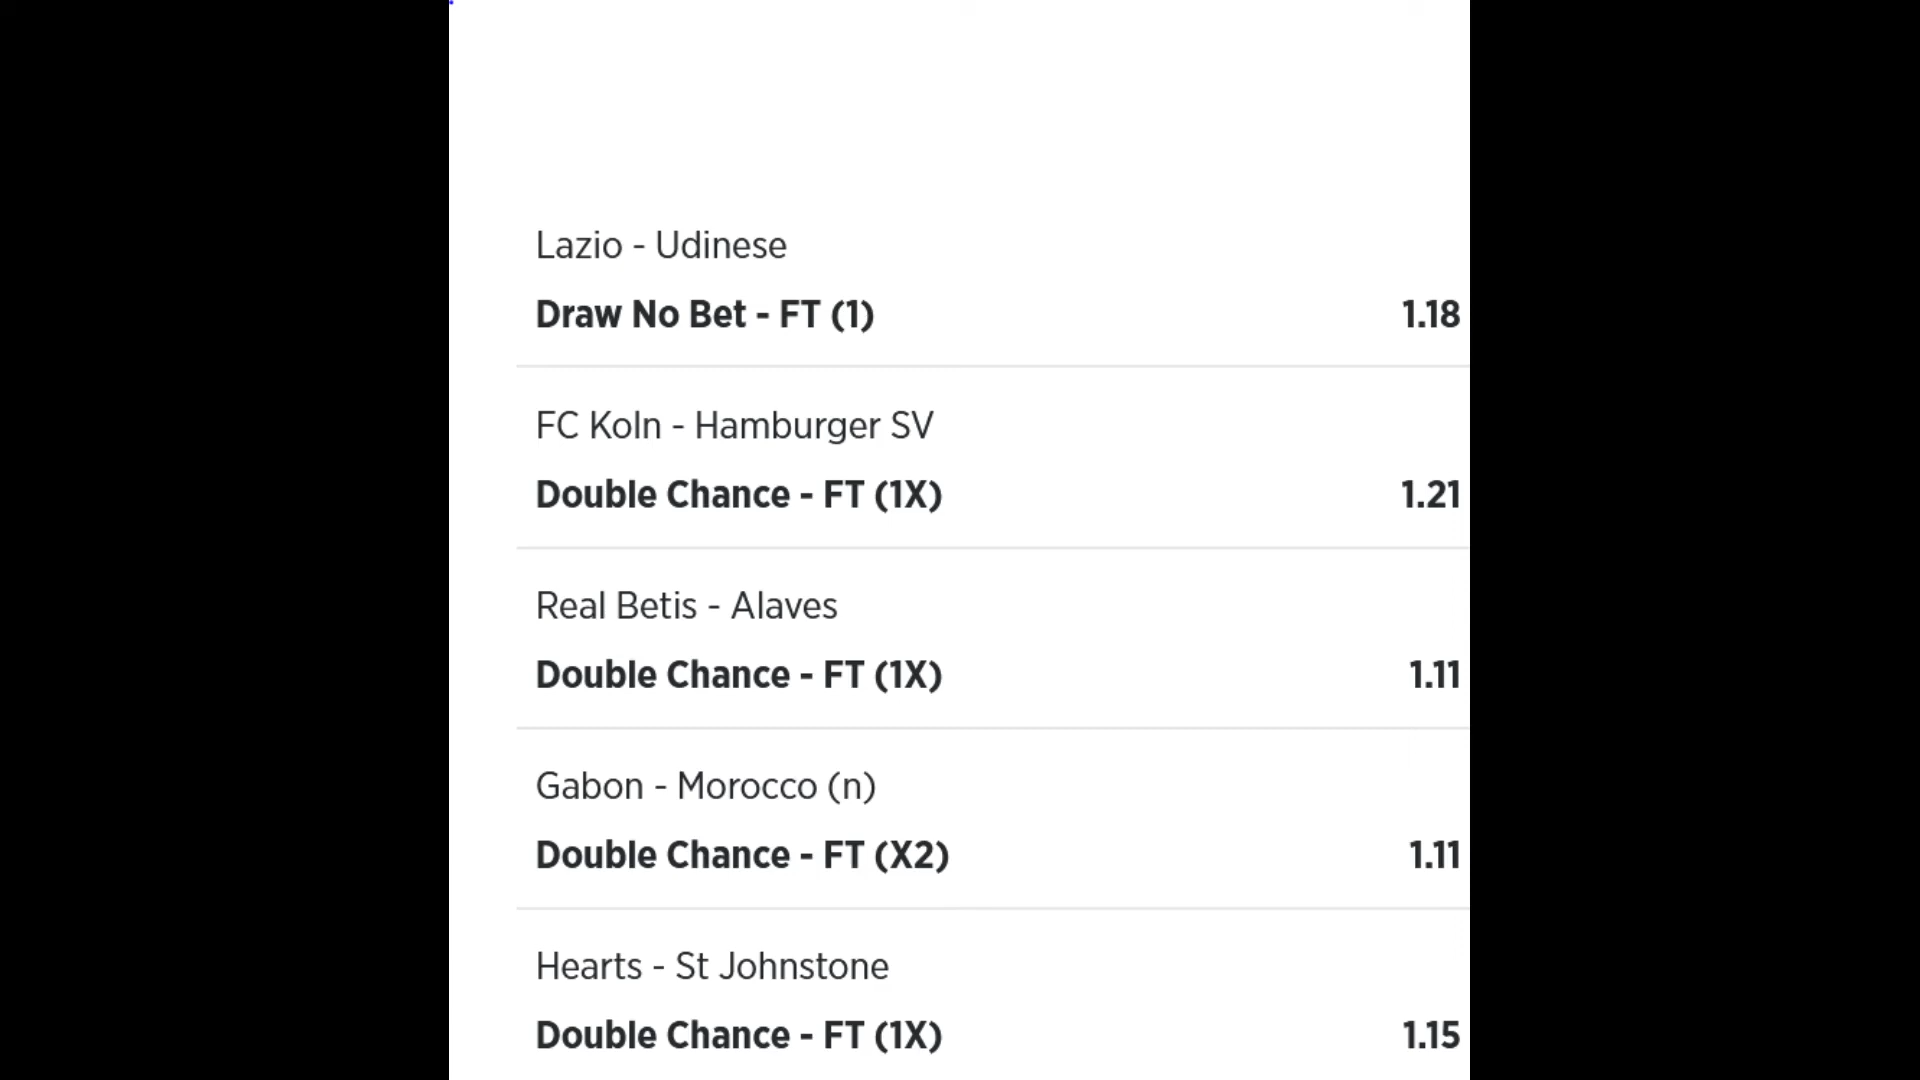 Lazio - Udinese
Draw No Bet - FT (1) 1.18
FC Koln - Hamburger SV
Double Chance - FT (1X) 1.21
Real Betis - Alaves
Double Chance - FT (1X) 1.11
Gabon - Morocco (n)
Double Chance - FT (X2) 1.11
Hearts - St Johnstone
Double Chance - FT (1X) 1.15